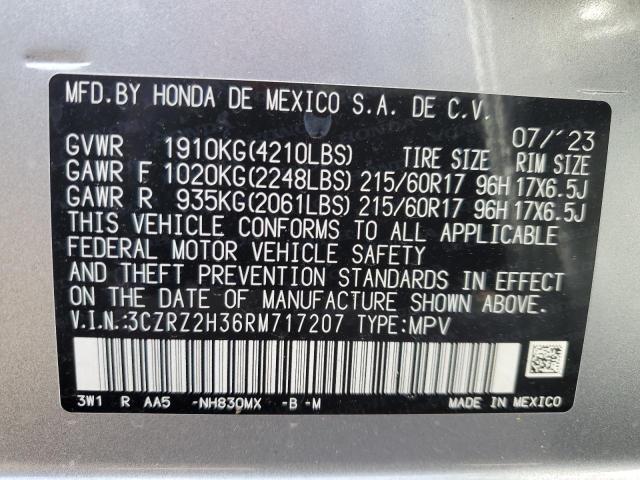 MFD.BY HONDA DE MEXICO S.A. DE C.V.
07/'23
GVWR 1910KG(4210LBS) TIRE SIZE RIM SIZE
GAWR F 1020KG(2248LBS) 215/60R17 96H 17X6.5J
GAWR R 935KG(2061LBS) 215/60R17 96H 17X6.5J
THIS VEHICLE CONFORMS TO ALL APPLICABLE
FEDERAL MOTOR VEHICLE SAFETY
AND THEFT PREVENTION STANDARDS IN EFFECT
ON THE DATE OF MANUFACTURE SHOWN ABOVE.
V.I.N.:3CZRZ2H36RM717207 TYPE:MPV
3W1 R AA5 -NH830MX -B -M MADE IN MEXICO